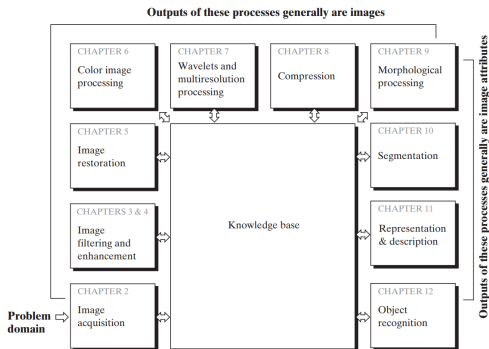 Outputs of these processes generally are images
CHAPTER 6
Color image
processing
CHAPTER 7
Wavelets and
multiresolution
processing
CHAPTER 8
Compression
CHAPTER 9
Morphological
processing
CHAPTER 5
Image
restoration
CHAPTERS 3 & 4
Image
filtering and
enhancement
CHAPTER 2
Image
acquisition
Problem
domain
Knowledge base
CHAPTER 10
Segmentation
CHAPTER 11
Representation
& description
CHAPTER 12
Object
recognition
Outputs of these processes generally are image attributes